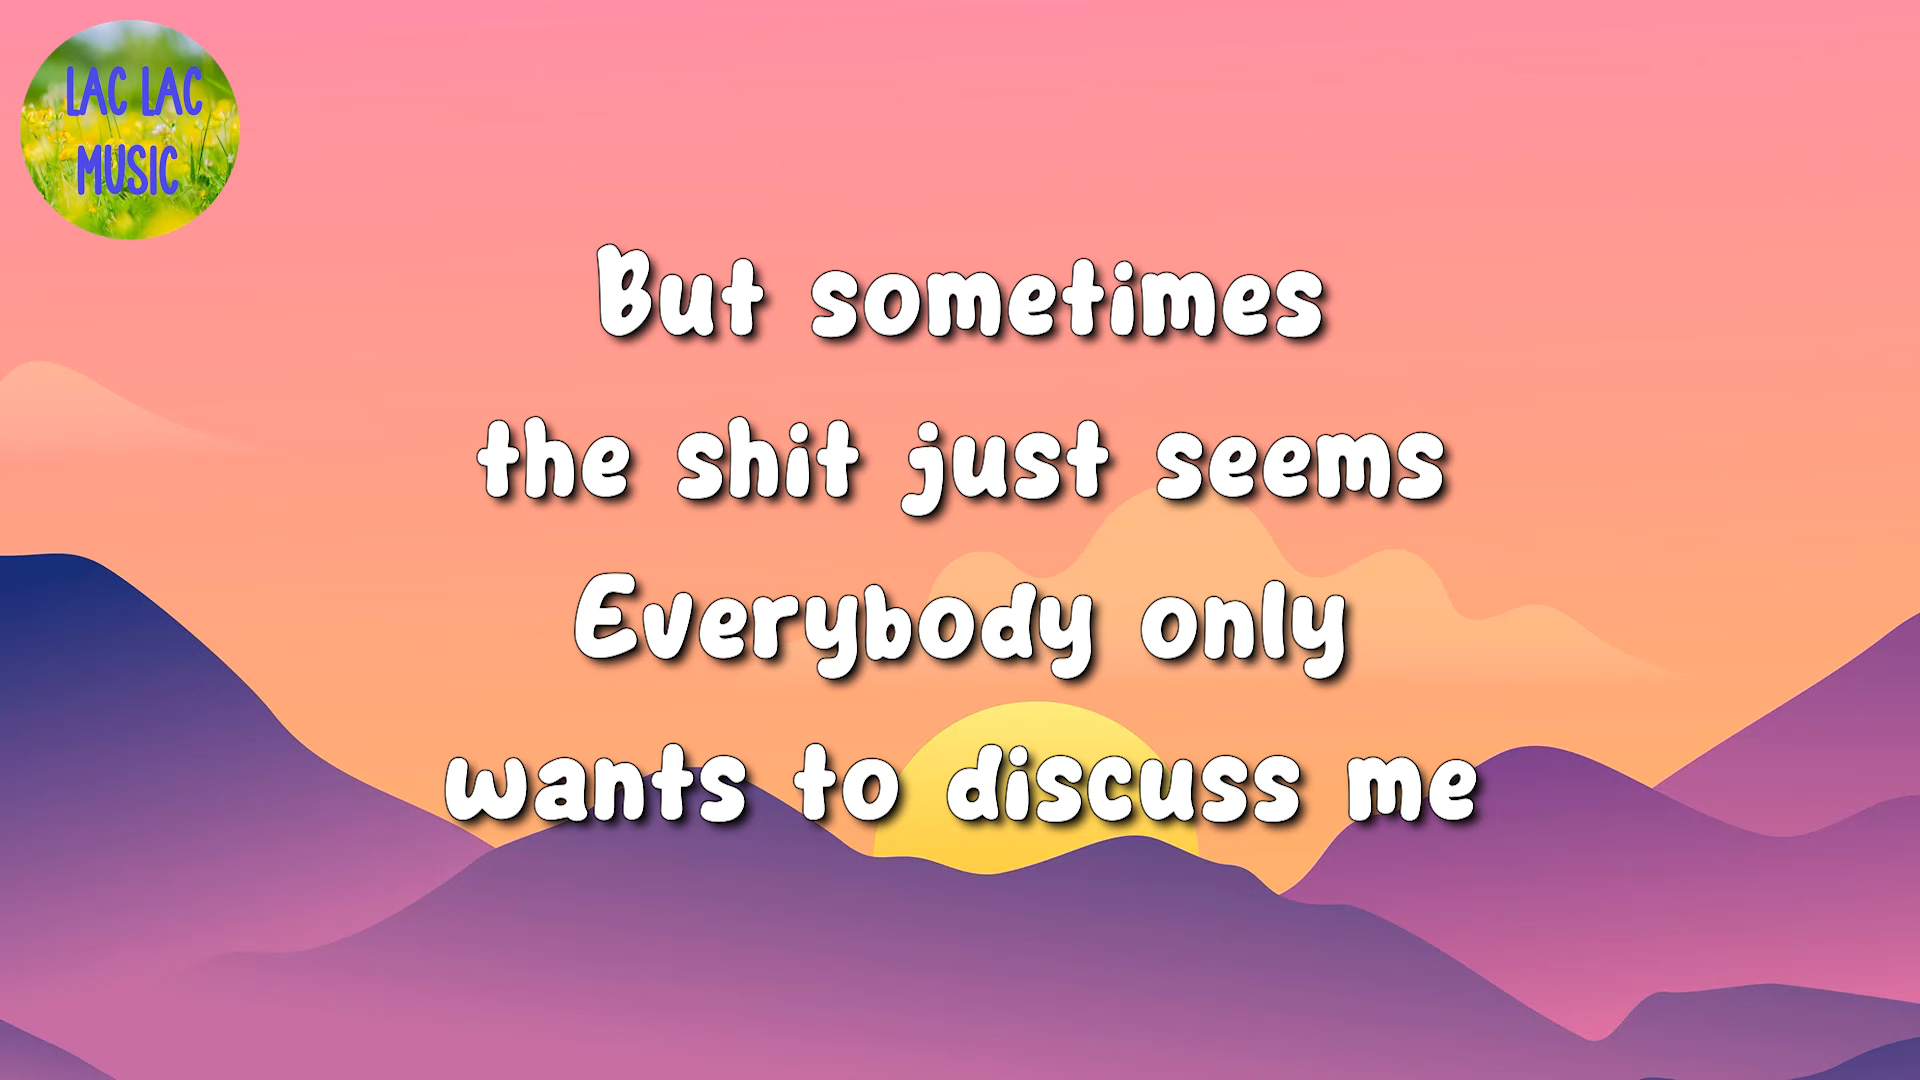 LAC LAC
MUSIC
But sometimes
the shit just seems
Everybody only
wants to discuss me